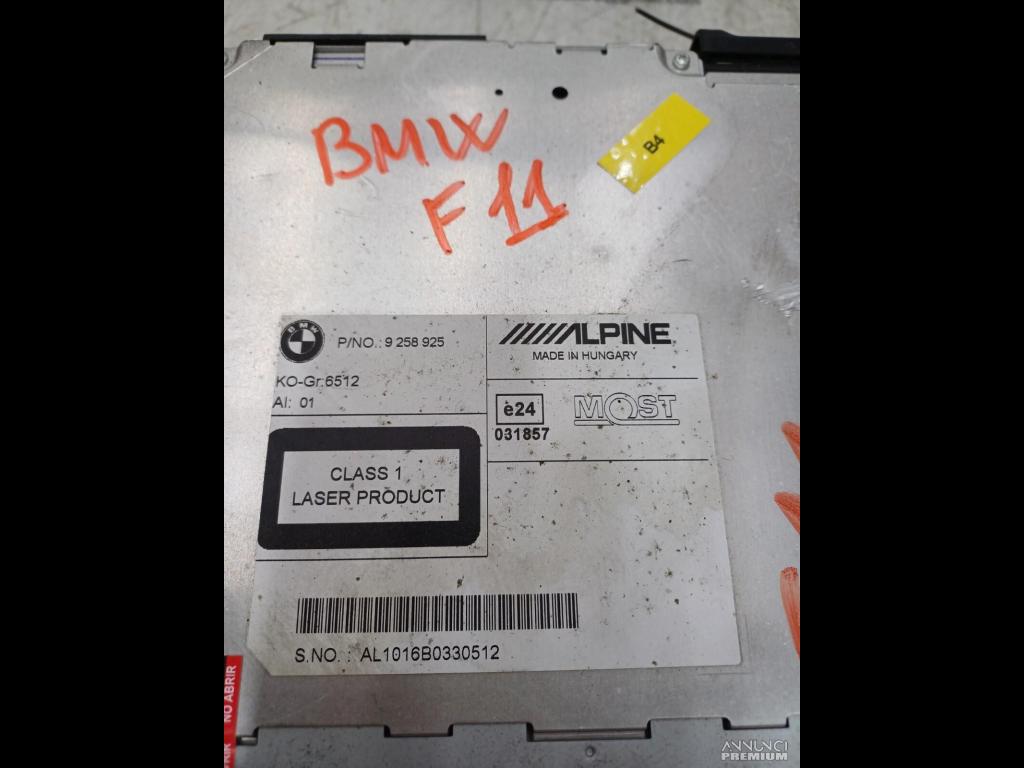 BMW
F 11
B4
BMW
P/NO.: 9 258 925
KO-Gr:6512
AI: 01
ALPINE
MADE IN HUNGARY
e24
031857
MOST
CLASS 1
LASER PRODUCT
S.NO. : AL1016B0330512
NO ABRIR
ANNUNCI
PREMIUM